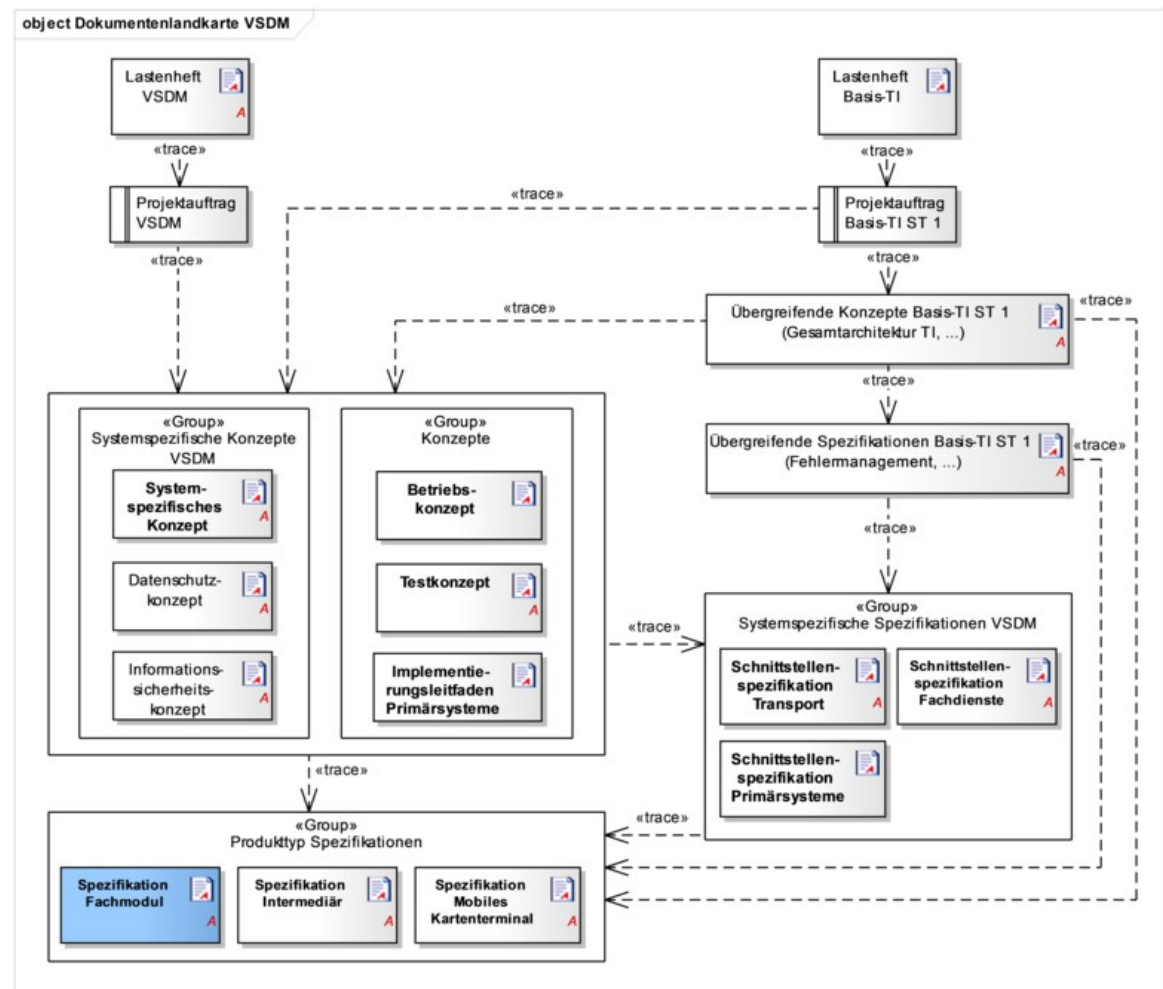 object Dokumentenlandkarte VSDM
Lastenheft
VSDM
A
Lastenheft
Basis-TI
«trace»
«trace»
Projektauftrag
VSDM
«trace»
Projektauftrag
Basis-TI ST 1
«trace»
«trace»
«trace»
Übergreifende Konzepte Basis-TI ST 1
(Gesamtarchitektur TI, ...)
A
«trace»
«trace»
Übergreifende Spezifikationen Basis-TI ST 1
(Fehlermanagement, ...)
A
«trace»
«trace»
«Group»
Systemspezifische Konzepte
VSDM
System-
spezifisches
Konzept
A
Datenschutz-
konzept
A
Informations-
sicherheits-
konzept
A
«Group»
Konzepte
Betriebs-
konzept
Testkonzept
A
Implementie-
rungsleitfaden
Primärsysteme
«trace»
«Group»
Systemspezifische Spezifikationen VSDM
Schnittstellen-
spezifikation
Transport
A
Schnittstellen-
spezifikation
Fachdienste
A
Schnittstellen-
spezifikation
Primärsysteme
«trace»
«trace»
«Group»
Produkttyp Spezifikationen
Spezifikation
Fachmodul
A
Spezifikation
Intermediär
A
Spezifikation
Mobiles
Kartenterminal
A